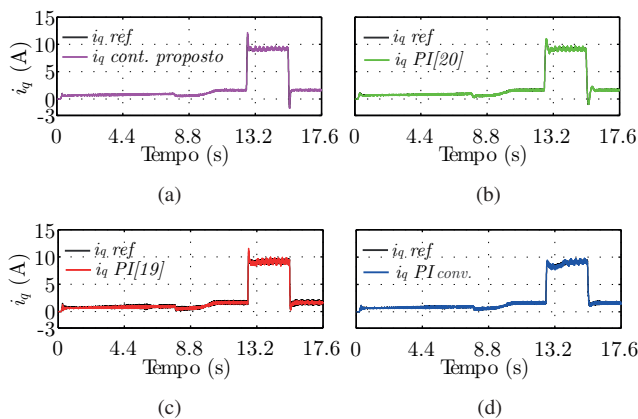 15
10
5
0
-3
i_q (A)
i_q ref
i_q cont. proposto
0 4.4 8.8 13.2 17.6
Tempo (s)
(a)
i_q ref
i_q PI[20]
0 4.4 8.8 13.2 17.6
Tempo (s)
(b)
15
10
5
0
-3
i_q (A)
i_q ref
i_q PI[19]
0 4.4 8.8 13.2 17.6
Tempo (s)
(c)
i_q ref
i_q PI conv.
0 4.4 8.8 13.2 17.6
Tempo (s)
(d)